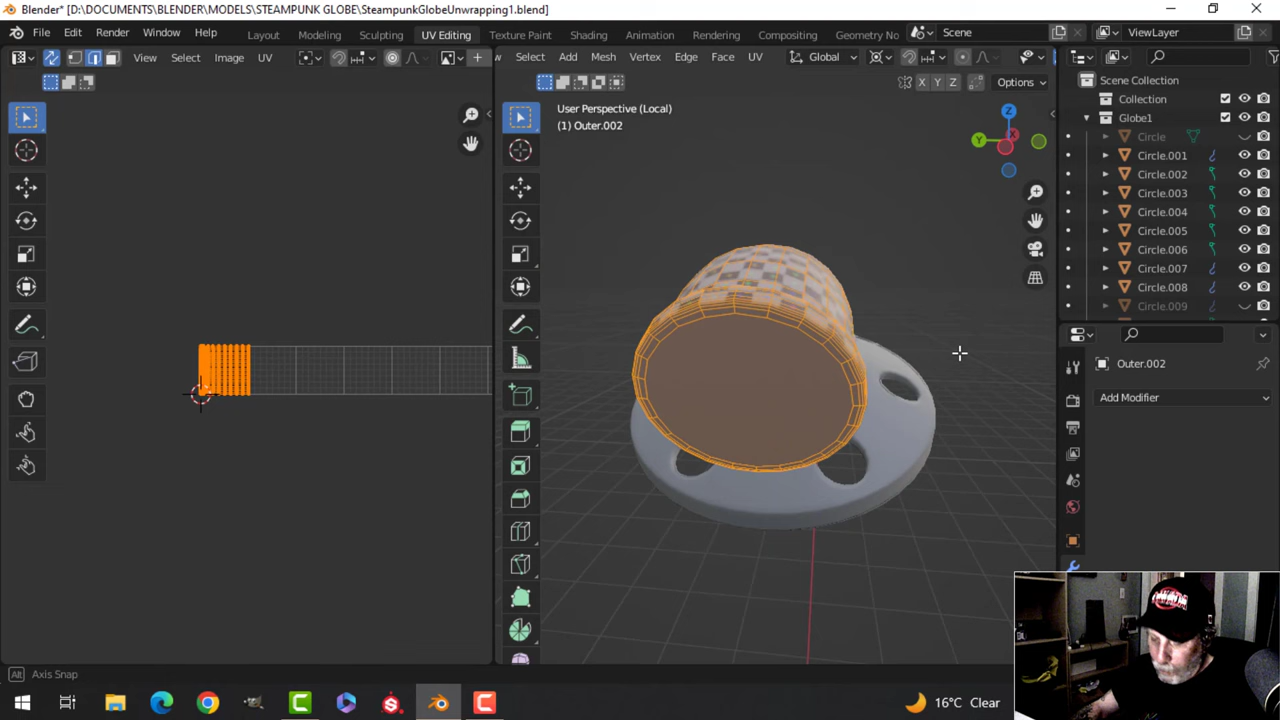 Blender* [D:\DOCUMENTS\BLENDER\MODELS\STEAMPUNK GLOBE\SteampunkGlobeUnwrapping1.blend]
File Edit Render Window Help Layout Modeling Sculpting UV Editing Texture Paint Shading Animation Rendering Compositing Geometry No Scene ViewLayer
View Select Image UV Select Add Mesh Vertex Edge Face UV Global
X Y Z Options
User Perspective (Local)
(1) Outer.002
Z
Y
X
Scene Collection
Collection
Globe1
Circle
Circle.001
Circle.002
Circle.003
Circle.004
Circle.005
Circle.006
Circle.007
Circle.008
Circle.009
Outer.002
Add Modifier
Alt Axis Snap
16°C Clear